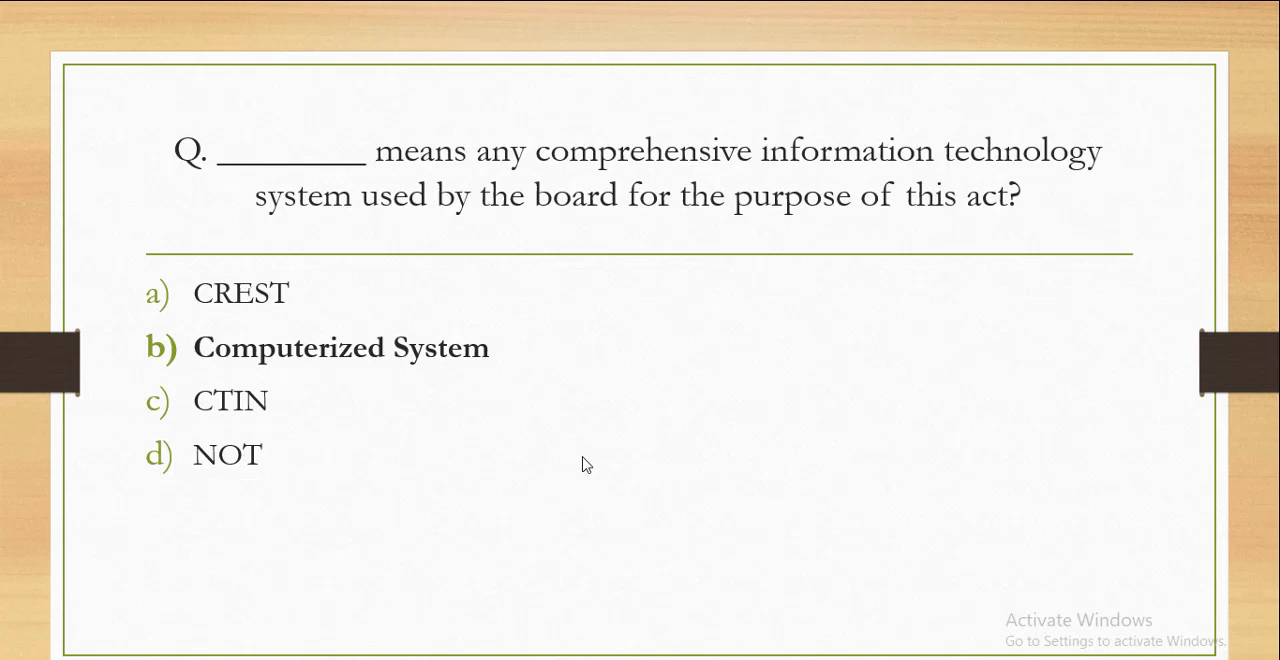 Q. _________ means any comprehensive information technology
system used by the board for the purpose of this act?
a) CREST
b) Computerized System
c) CTIN
d) NOT
Activate Windows
Go to Settings to activate Windows.